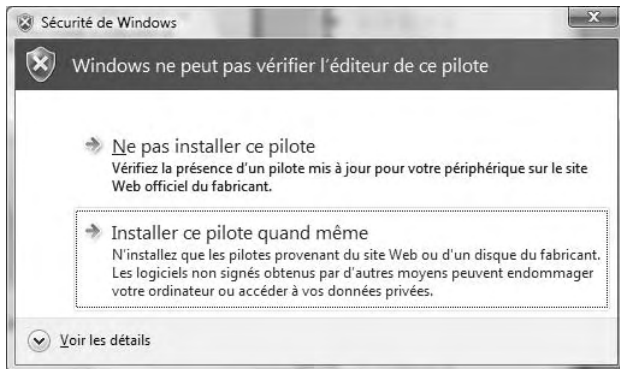 Sécurité de Windows
Windows ne peut pas vérifier l'éditeur de ce pilote
Ne pas installer ce pilote
Vérifiez la présence d'un pilote mis à jour pour votre périphérique sur le site
Web officiel du fabricant.
Installer ce pilote quand même
N'installez que les pilotes provenant du site Web ou d'un disque du fabricant.
Les logiciels non signés obtenus par d'autres moyens peuvent endommager
votre ordinateur ou accéder à vos données privées.
Voir les détails